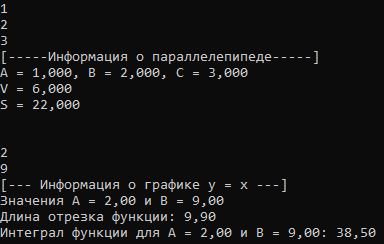 1
2
3
[-----Информация о параллелепипеде-----]
A = 1,000, B = 2,000, C = 3,000
V = 6,000
S = 22,000
2
9
[--- Информация о графике y = x ---]
Значения A = 2,00 и B = 9,00
Длина отрезка функции: 9,90
Интеграл функции для A = 2,00 и B = 9,00: 38,50